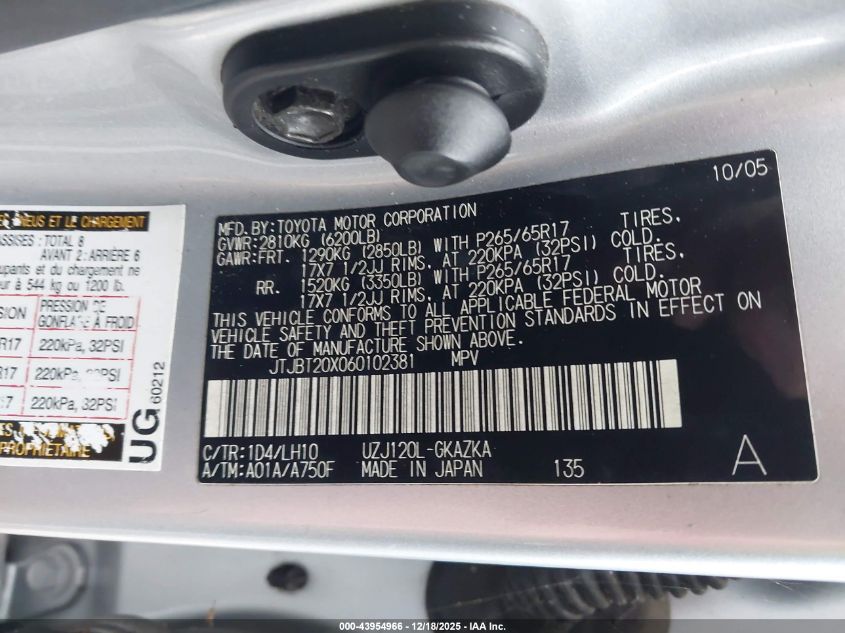 10/05
MFD. BY: TOYOTA MOTOR CORPORATION
GVWR: 2810KG (6200LB)
GAWR: FRT. 1290KG (2850LB) WITH P265/65R17 TIRES,
17X7 1/2JJ RIMS, AT 220KPA (32PSI) COLD.
RR. 1520KG (3350LB) WITH P265/65R17 TIRES,
17X7 1/2JJ RIMS, AT 220KPA (32PSI) COLD.
THIS VEHICLE CONFORMS TO ALL APPLICABLE FEDERAL MOTOR
VEHICLE SAFETY AND THEFT PREVENTION STANDARDS IN EFFECT ON
THE DATE OF MANUFACTURE SHOWN ABOVE.
JTJBT20X060102381 MPV
C/TR: 1D4/LH10 UZJ120L-GKAZKA
A/TM: A01A/A750F MADE IN JAPAN 135 A
ET LE CHARGEMENT
TOTAL 8
AVANT 2: ARRIÈRE 6
et du chargement ne
544 kg ou 1200 lb.
PRESSION DE
GONFLAGE À FROID
R17 220kPa, 32PSI
220kPa,
220kPa, 32PSI
UG 60212
000-43954966 - 12/18/2025 - IAA Inc.